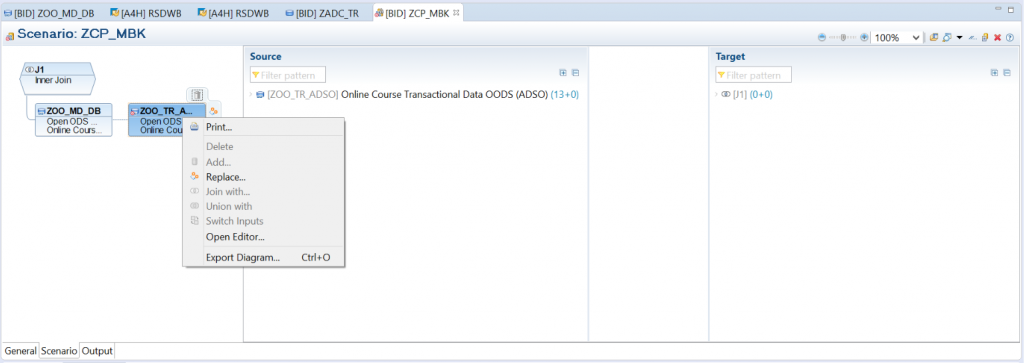 [BID] ZOO_MD_DB
[A4H] RSDWB
[A4H] RSDWB
[BID] ZADC_TR
[BID] ZCP_MBK
Scenario: ZCP_MBK
100%
J1
Inner Join
ZOO_MD_DB
Open ODS ...
Online Cours...
ZOO_TR_A...
Open ODS
Online Cou
Print...
Delete
Add...
Replace...
Join with...
Union with
Switch Inputs
Open Editor...
Export Diagram... Ctrl+O
Source
Filter pattern
[ZOO_TR_ADSO] Online Course Transactional Data OODS (ADSO) (13+0)
Target
Filter pattern
[J1] (0+0)
General
Scenario
Output